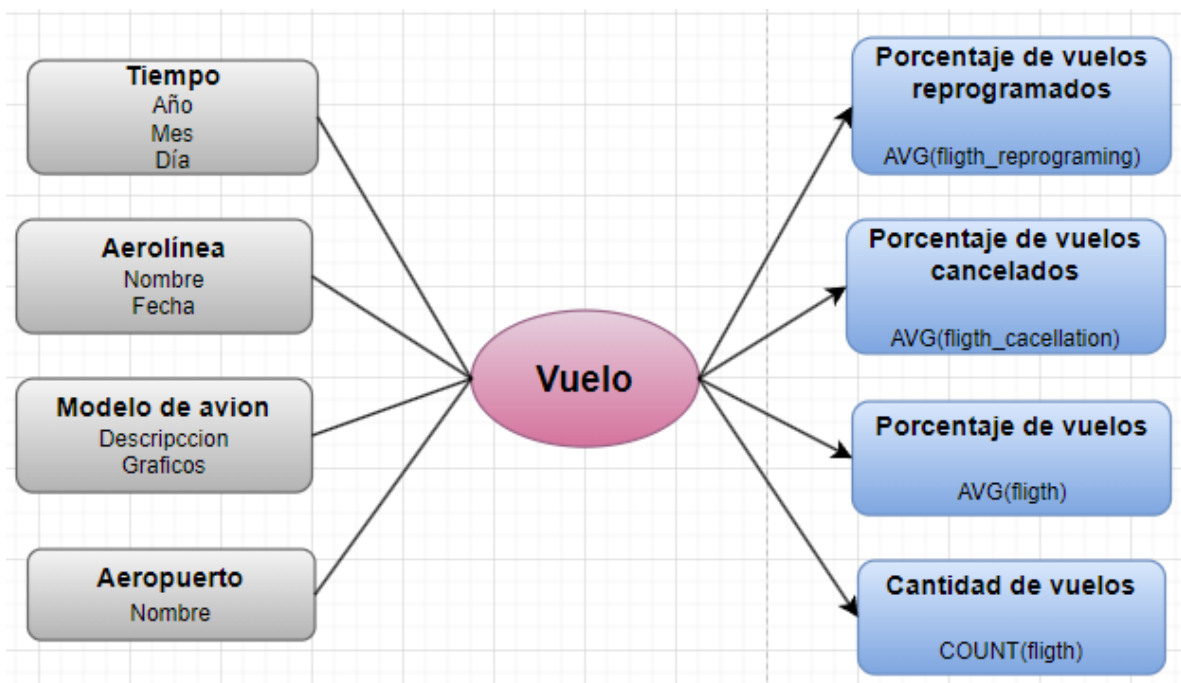 Tiempo
Año
Mes
Día
Aerolínea
Nombre
Fecha
Modelo de avion
Descripccion
Graficos
Aeropuerto
Nombre
Vuelo
Porcentaje de vuelos
reprogramados
AVG(fligth_reprograming)
Porcentaje de vuelos
cancelados
AVG(fligth_cacellation)
Porcentaje de vuelos
AVG(fligth)
Cantidad de vuelos
COUNT(fligth)